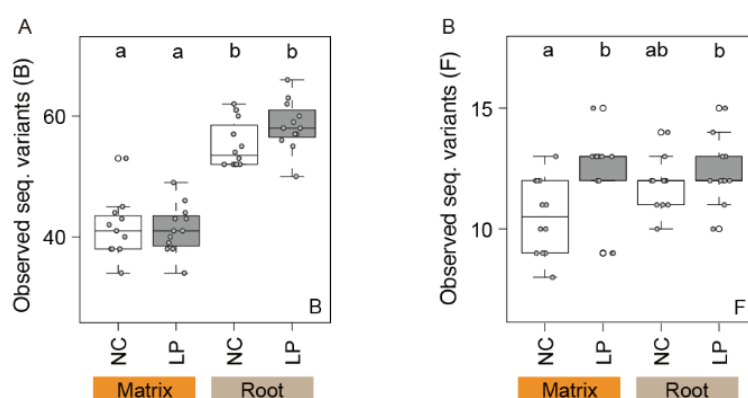 A
Observed seq. variants (B)
60
40
a a b b
B
NC LP NC LP
Matrix Root
B
Observed seq. variants (F)
15
10
a b ab b
F
NC LP NC LP
Matrix Root